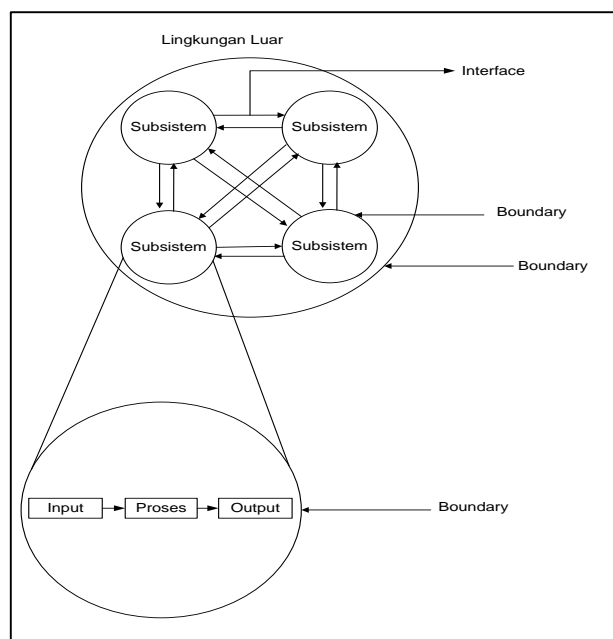 Lingkungan Luar
Interface
Subsistem
Subsistem
Boundary
Subsistem
Subsistem
Boundary
Input
Proses
Output
Boundary